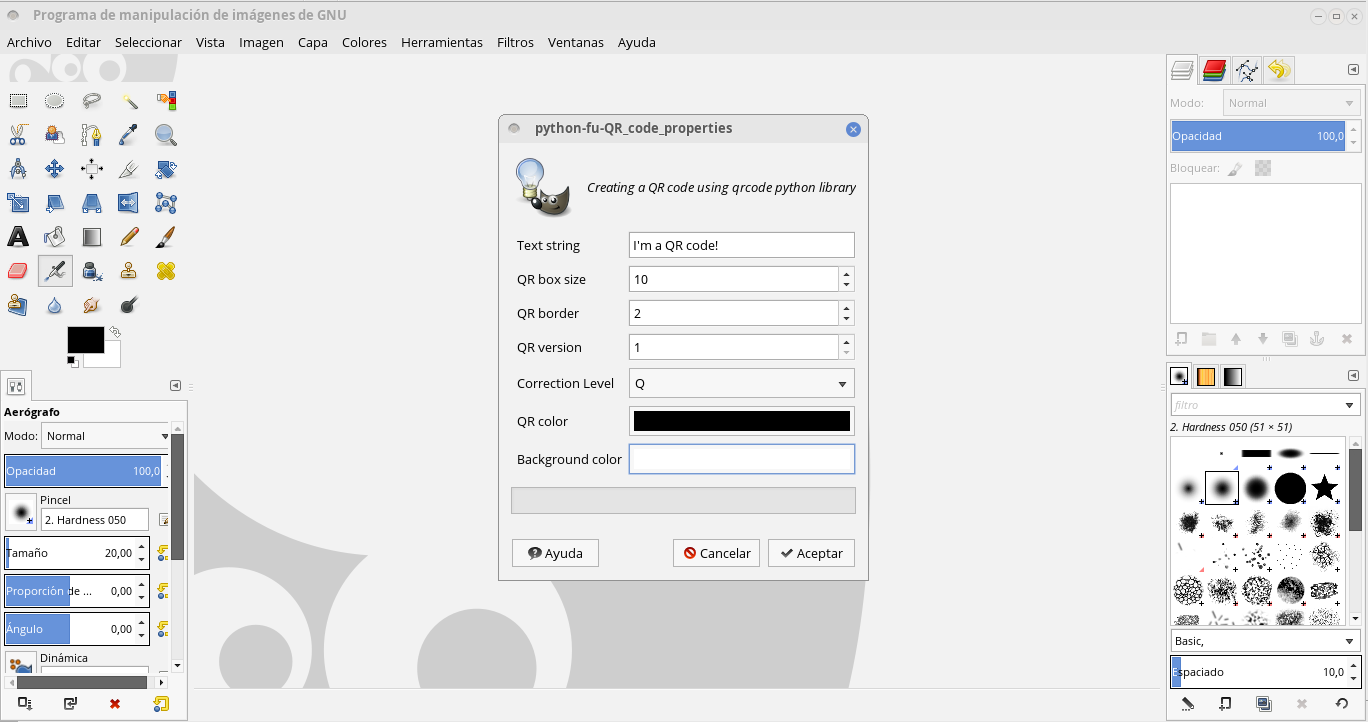 Programa de manipulación de imágenes de GNU
Archivo Editar Seleccionar Vista Imagen Capa Colores Herramientas Filtros Ventanas Ayuda
Aerógrafo
Modo: Normal
Opacidad 100,0
Pincel
2. Hardness 050
Tamaño 20,00
Proporción de ... 0,00
Ángulo 0,00
Dinámica
python-fu-QR_code_properties
Creating a QR code using qrcode python library
Text string I'm a QR code!
QR box size 10
QR border 2
QR version 1
Correction Level Q
QR color
Background color
Ayuda Cancelar Aceptar
Modo: Normal
Opacidad 100,0
Bloquear:
filtro
2. Hardness 050 (51 × 51)
Basic,
Espaciado 10,0